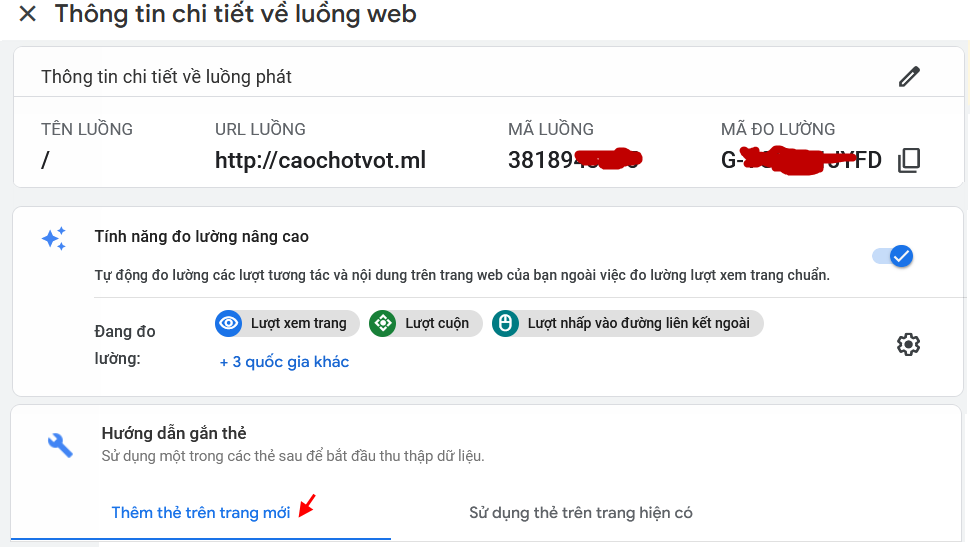 Thông tin chi tiết về luồng web
Thông tin chi tiết về luồng phát
TÊN LUỒNG URL LUỒNG MÃ LUỒNG MÃ ĐO LƯỜNG
/ http://caochotvot.ml 38189 G- FD
Tính năng đo lường nâng cao
Tự động đo lường các lượt tương tác và nội dung trên trang web của bạn ngoài việc đo lường lượt xem trang chuẩn.
Đang đo lường:
Lượt xem trang Lượt cuộn Lượt nhấp vào đường liên kết ngoài
+ 3 quốc gia khác
Hướng dẫn gắn thẻ
Sử dụng một trong các thẻ sau để bắt đầu thu thập dữ liệu.
Thêm thẻ trên trang mới Sử dụng thẻ trên trang hiện có